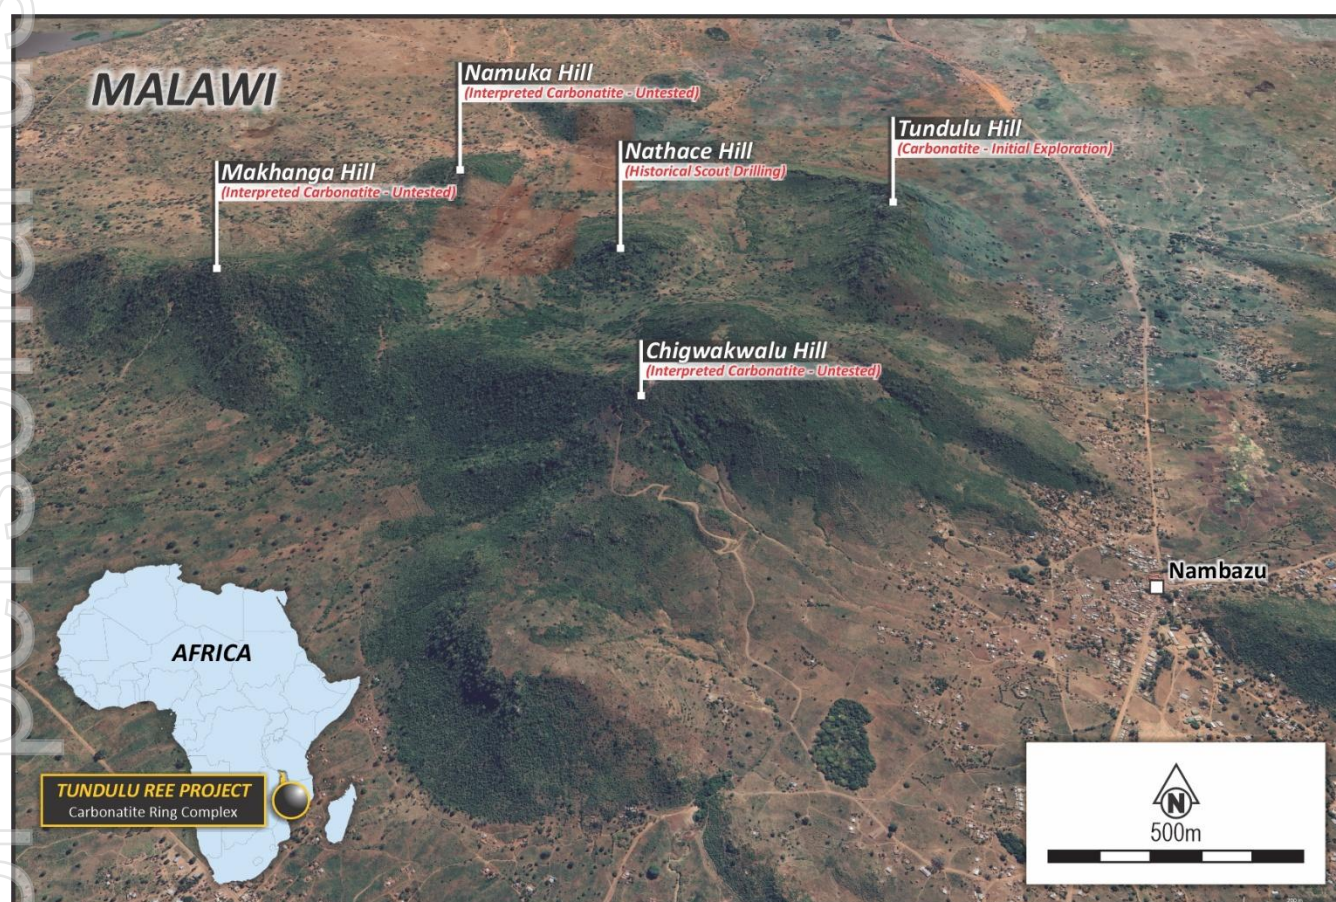 MALAWI
Namuka Hill
(Interpreted Carbonatite - Untested)
Tundulu Hill
(Carbonatite - Initial Exploration)
Nathace Hill
(Historical Scout Drilling)
Makhanga Hill
(Interpreted Carbonatite - Untested)
Chigwakwalu Hill
(Interpreted Carbonatite - Untested)
Nambazu
AFRICA
TUNDULU REE PROJECT
Carbonatite Ring Complex
N
500m